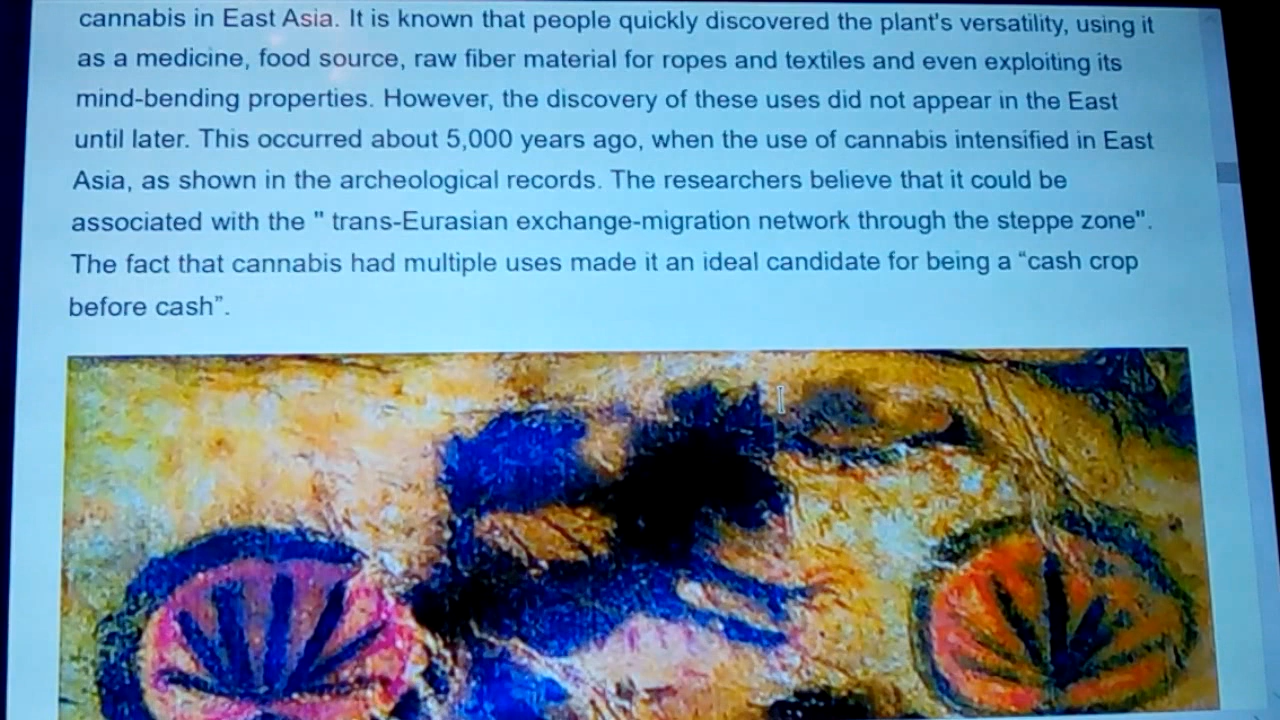 cannabis in East Asia. It is known that people quickly discovered the plant's versatility, using it
as a medicine, food source, raw fiber material for ropes and textiles and even exploiting its
mind-bending properties. However, the discovery of these uses did not appear in the East
until later. This occurred about 5,000 years ago, when the use of cannabis intensified in East
Asia, as shown in the archeological records. The researchers believe that it could be
associated with the " trans-Eurasian exchange-migration network through the steppe zone".
The fact that cannabis had multiple uses made it an ideal candidate for being a “cash crop
before cash”.